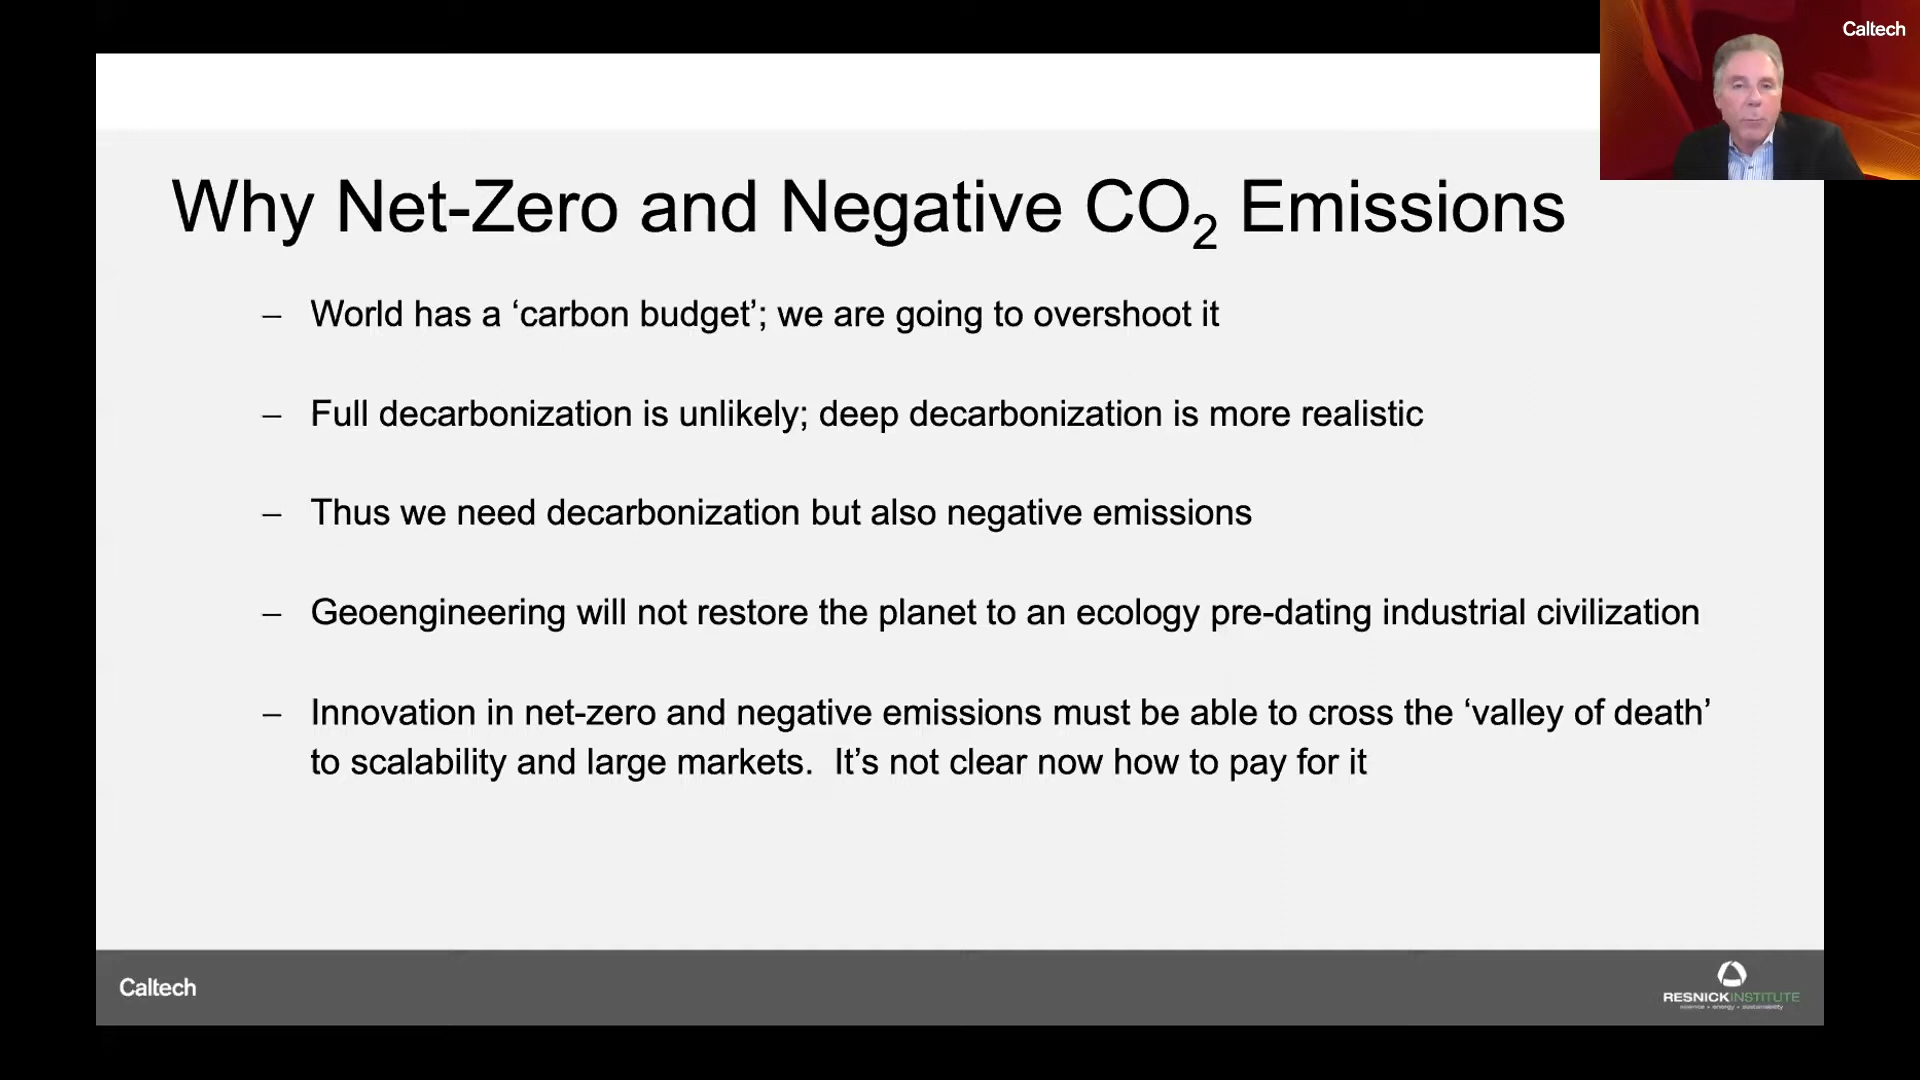 Caltech
Why Net-Zero and Negative CO₂ Emissions
– World has a ‘carbon budget’; we are going to overshoot it
– Full decarbonization is unlikely; deep decarbonization is more realistic
– Thus we need decarbonization but also negative emissions
– Geoengineering will not restore the planet to an ecology pre-dating industrial civilization
– Innovation in net-zero and negative emissions must be able to cross the ‘valley of death’
to scalability and large markets.  It’s not clear now how to pay for it
Caltech
RESNICKINSTITUTE
science + energy + sustainability